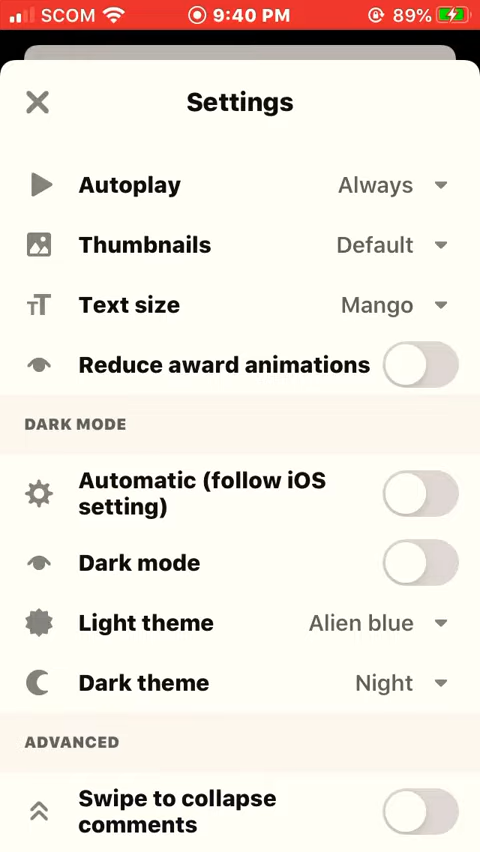 SCOM 9:40 PM 89%
Settings
Autoplay Always
Thumbnails Default
TT Text size Mango
Reduce award animations
DARK MODE
Automatic (follow iOS
setting)
Dark mode
Light theme Alien blue
Dark theme Night
ADVANCED
Swipe to collapse
comments